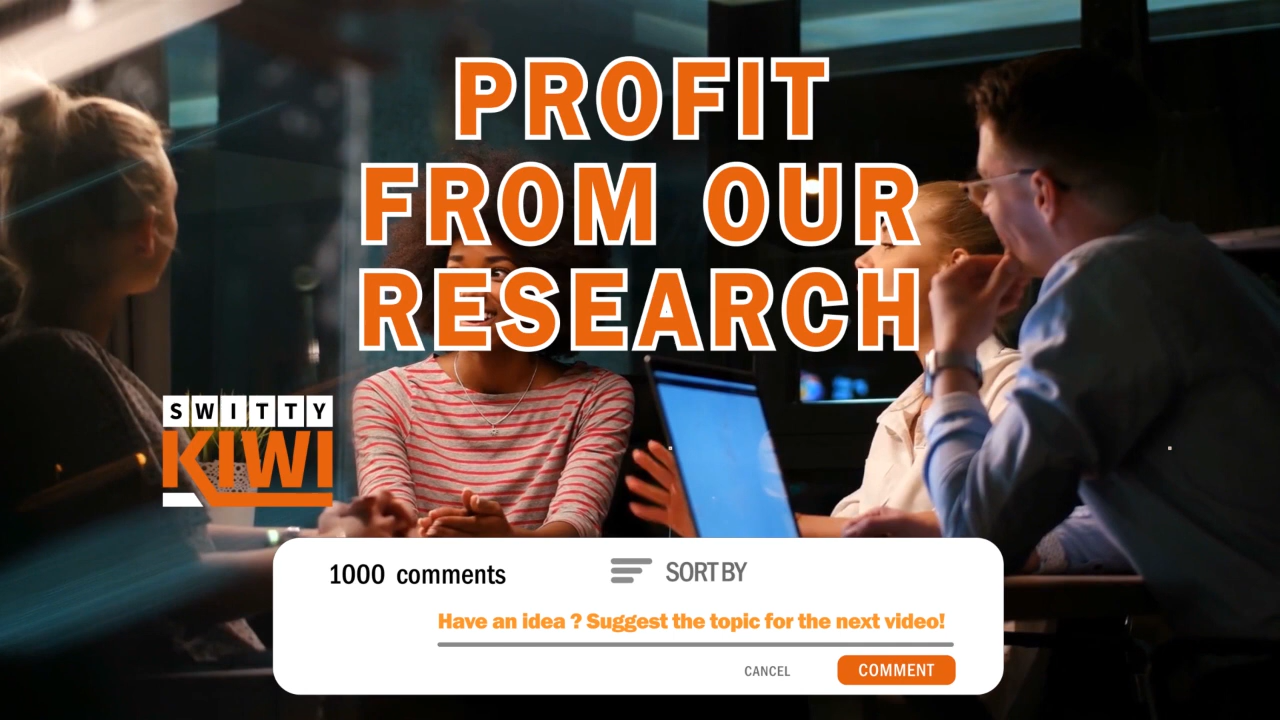 PROFIT
FROM OUR
RESEARCH
SWITTY
KIWI
1000 comments
SORT BY
Have an idea ? Suggest the topic for the next video!
CANCEL
COMMENT